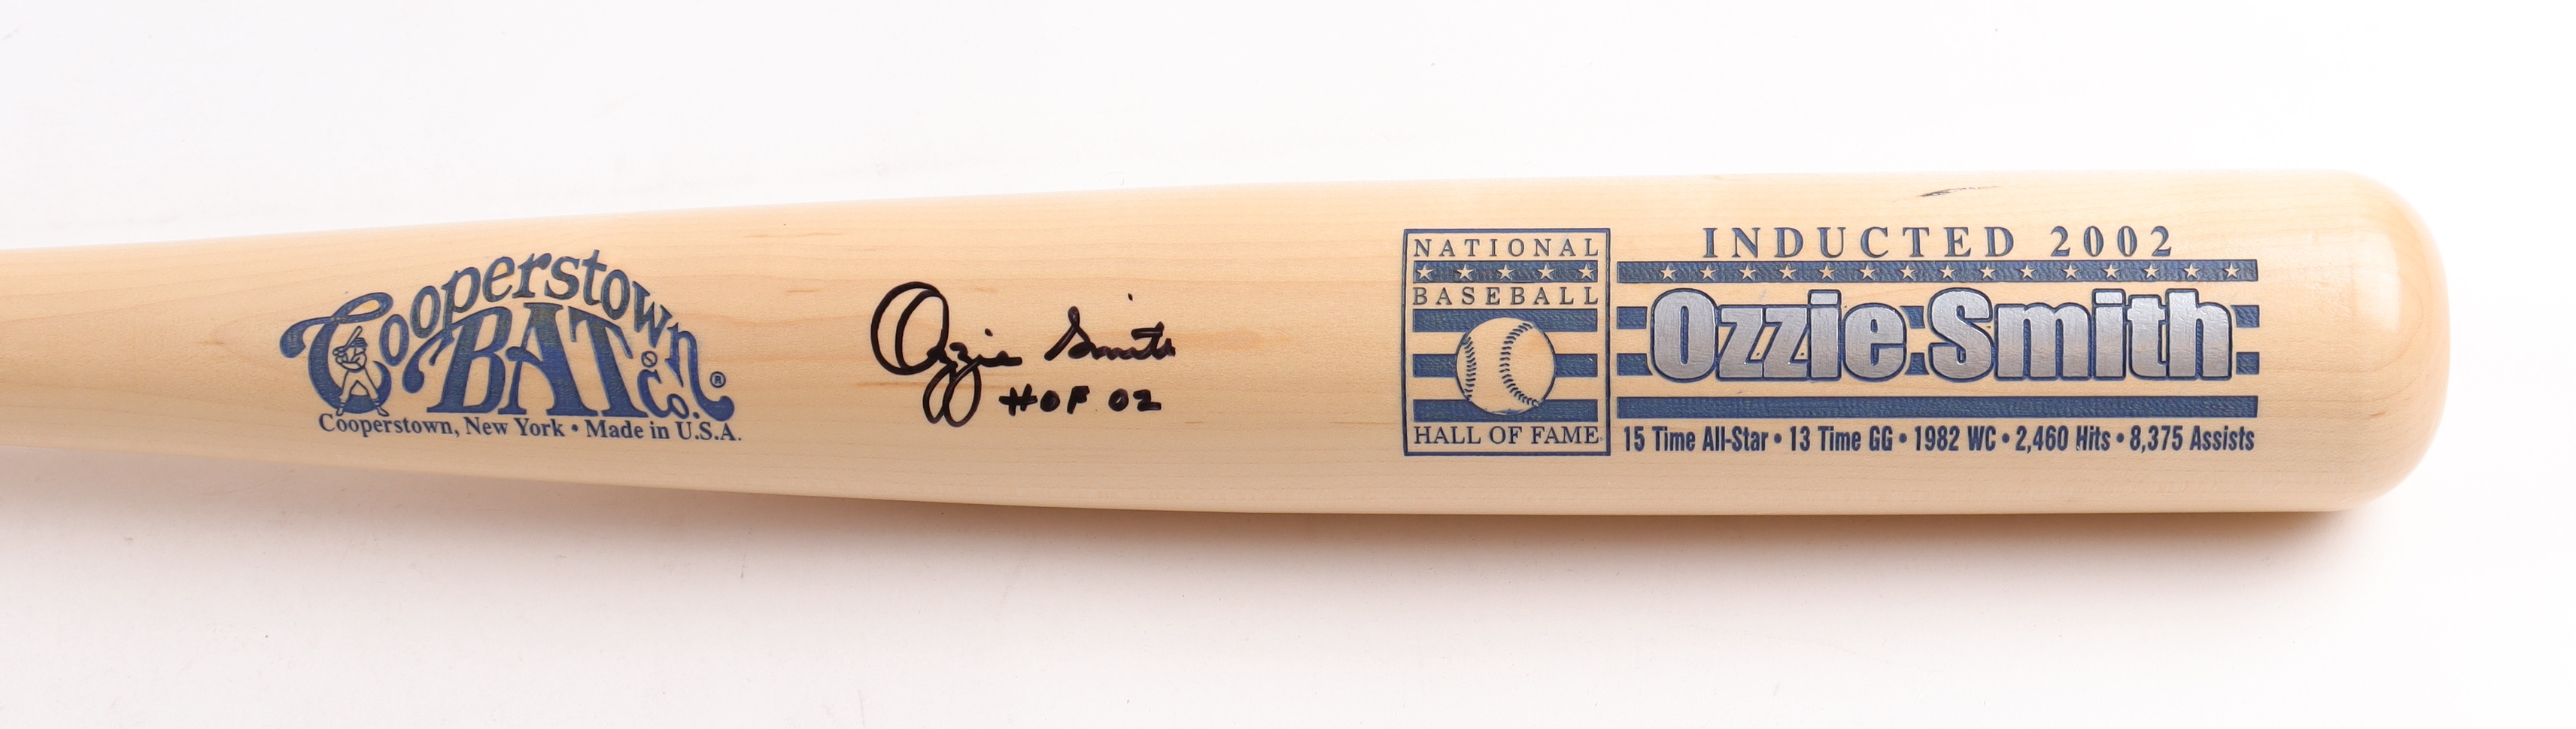 Cooperstown
BAT Co.®
Cooperstown, New York • Made in U.S.A.
Ozzie Smith
HOF 02
NATIONAL
BASEBALL
HALL OF FAME
INDUCTED 2002
Ozzie Smith
15 Time All-Star • 13 Time GG • 1982 WC • 2,460 Hits • 8,375 Assists